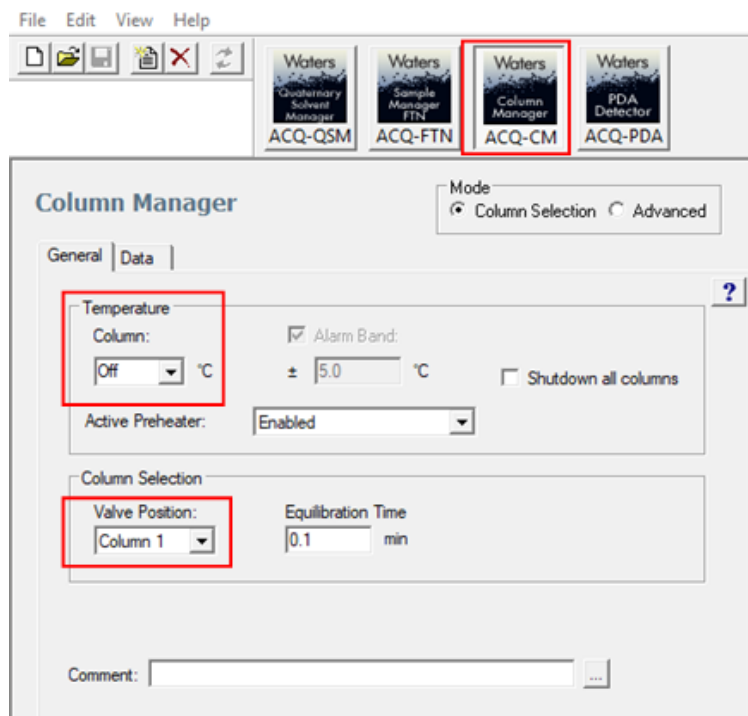 File Edit View Help
Waters Quaternary Solvent Manager ACQ-QSM
Waters Sample Manager FTN ACQ-FTN
Waters Column Manager ACQ-CM
Waters PDA Detector ACQ-PDA
Column Manager
Mode
Column Selection Advanced
General Data
?
Temperature
Column: Alarm Band:
Off °C ± 5.0 °C Shutdown all columns
Active Preheater: Enabled
Column Selection
Valve Position: Equilibration Time
Column 1 0.1 min
Comment: ...